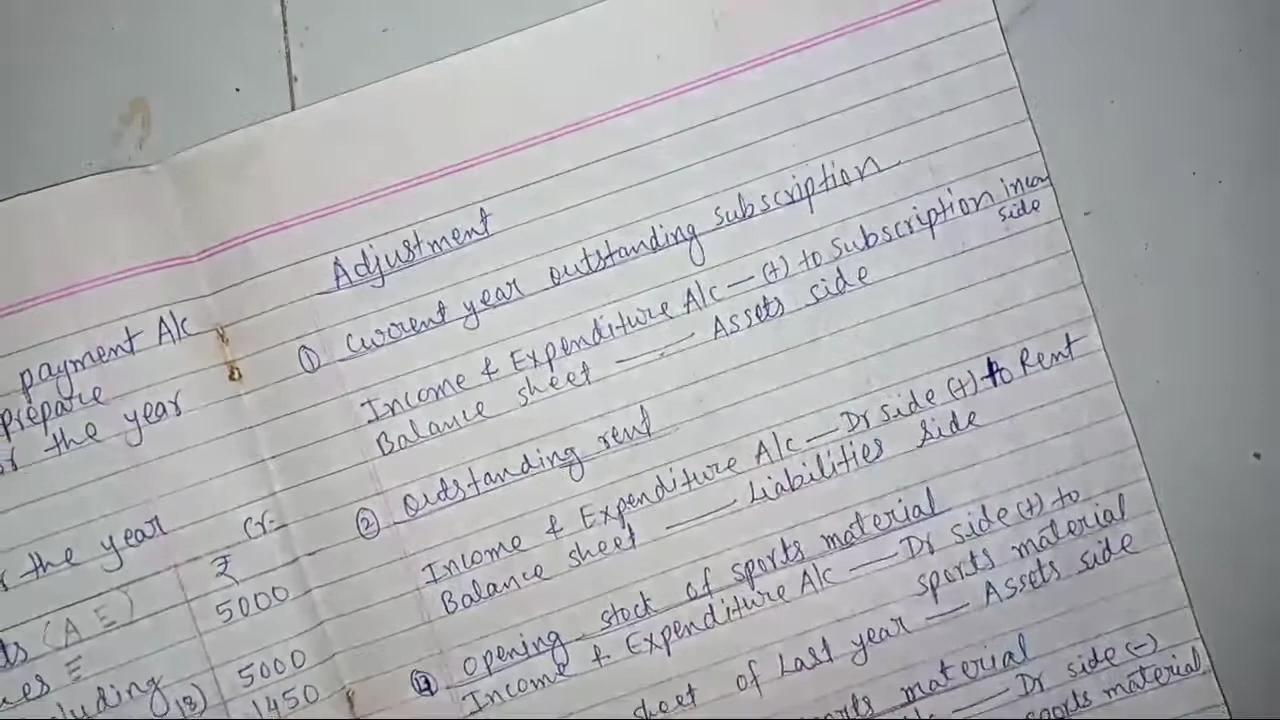 payment A/c
prepare
the year
the year
Cr.
₹
(A E)
5000
E
5000
18)
1450
Adjustment
① Current year outstanding subscription
Income & Expenditure A/c — (+) to subscription
side
Balance sheet — Assets side
② Outstanding rent
Income & Expenditure A/c — Dr side (+) to Rent
Balance sheet — Liabilities side
opening stock of sports material
Income & Expenditure A/c — Dr side (+) to
sports material
sheet of Last year — Assets side
material
Dr side (-)
sports material